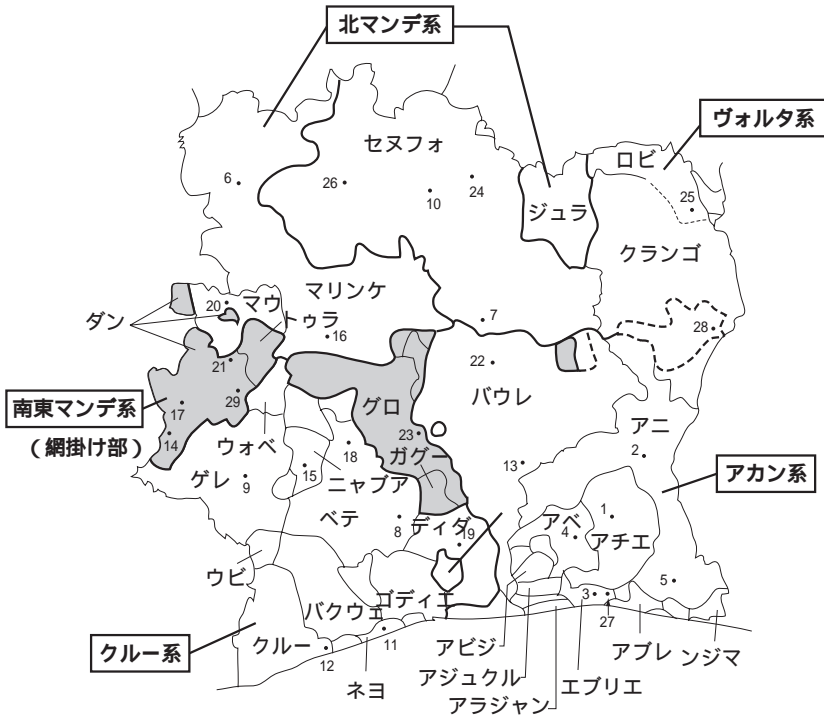 北マンデ系
ヴォルタ系
セヌフォ
ロビ
6
26
10
24
25
ジュラ
クランゴ
マリンケ
マウ
トゥラ
20
ダン
16
7
28
21
22
バウレ
南東マンデ系
(網掛け部)
17
29
14
グロ
アニ
23
ウォベ
ガグー
18
2
ゲレ
9
15
ニャブア
13
アカン系
ベテ
8
ディダ
19
アベ
4
1
アチエ
ウビ
5
ゴディエ
バクウェ
3
27
クルー系
クルー
12
11
ネヨ
アビジ
アジュクル
アラジャン
エブリエ
アブレ
ンジマ